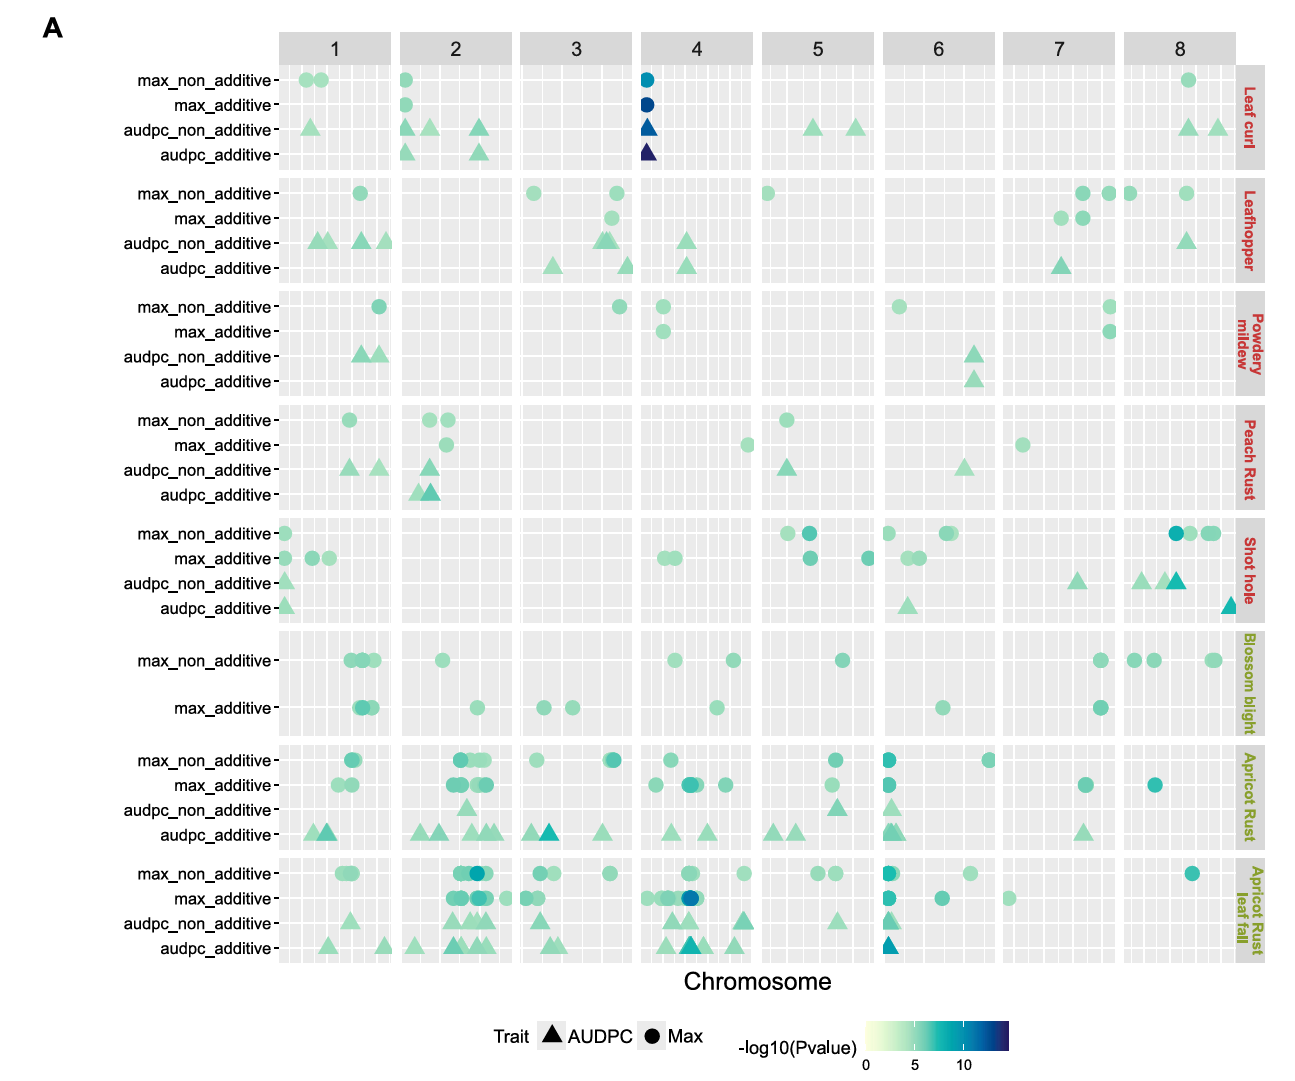 A
1 2 3 4 5 6 7 8
max_non_additive
max_additive
audpc_non_additive
audpc_additive
Leaf curl
max_non_additive
max_additive
audpc_non_additive
audpc_additive
Leafhopper
max_non_additive
max_additive
audpc_non_additive
audpc_additive
Powdery
mildew
max_non_additive
max_additive
audpc_non_additive
audpc_additive
Peach Rust
max_non_additive
max_additive
audpc_non_additive
audpc_additive
Shot hole
max_non_additive
max_additive
Blossom blight
max_non_additive
max_additive
audpc_non_additive
audpc_additive
Apricot Rust
max_non_additive
max_additive
audpc_non_additive
audpc_additive
Apricot Rust
leaf fall
Chromosome
Trait AUDPC Max
-log10(Pvalue)
0 5 10